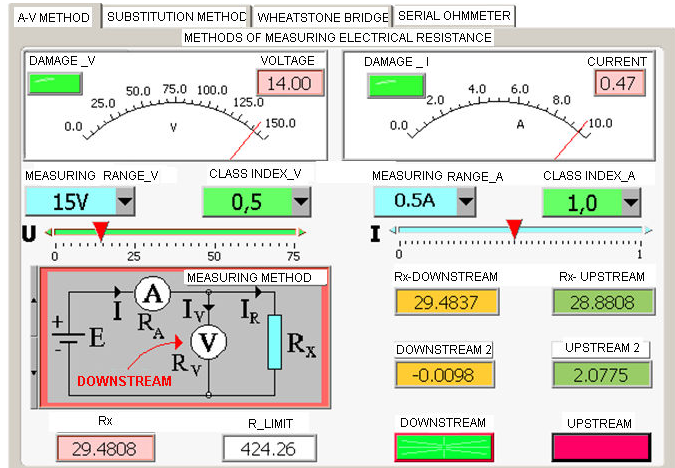 A-V METHOD SUBSTITUTION METHOD WHEATSTONE BRIDGE SERIAL OHMMETER
METHODS OF MEASURING ELECTRICAL RESISTANCE
DAMAGE _V VOLTAGE
14.00
0.0 25.0 50.0 75.0 100.0 125.0 150.0
V
DAMAGE _ I CURRENT
0.47
0.0 2.0 4.0 6.0 8.0 10.0
A
MEASURING RANGE_V CLASS INDEX_V
15V 0,5
MEASURING RANGE_A CLASS INDEX_A
0.5A 1,0
U
0 25 50 75
I
0 1
MEASURING METHOD
A
I RA IV IR
+ - E
V
RV RX
DOWNSTREAM
Rx-DOWNSTREAM Rx- UPSTREAM
29.4837 28.8808
DOWNSTREAM 2 UPSTREAM 2
-0.0098 2.0775
Rx R_LIMIT
29.4808 424.26
DOWNSTREAM UPSTREAM